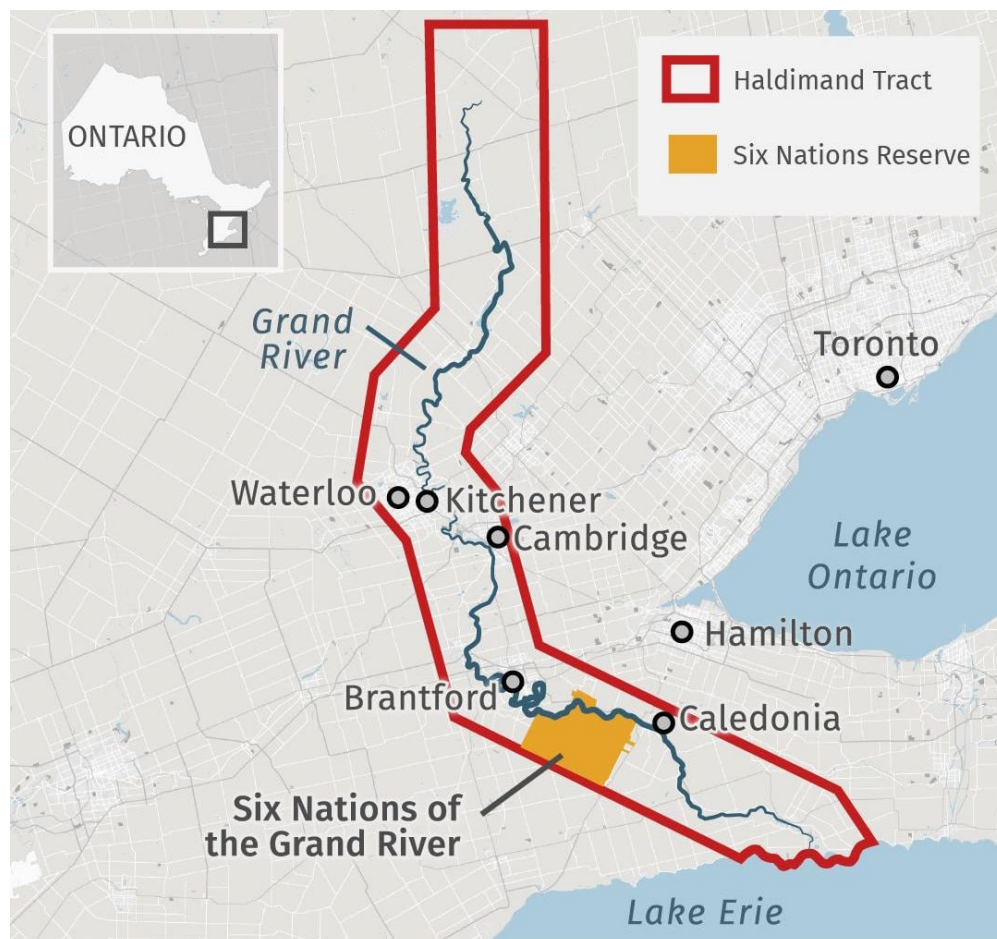 ONTARIO
Haldimand Tract
Six Nations Reserve
Grand
River
Toronto
Waterloo
Kitchener
Cambridge
Lake
Ontario
Hamilton
Brantford
Caledonia
Six Nations of
the Grand River
Lake Erie